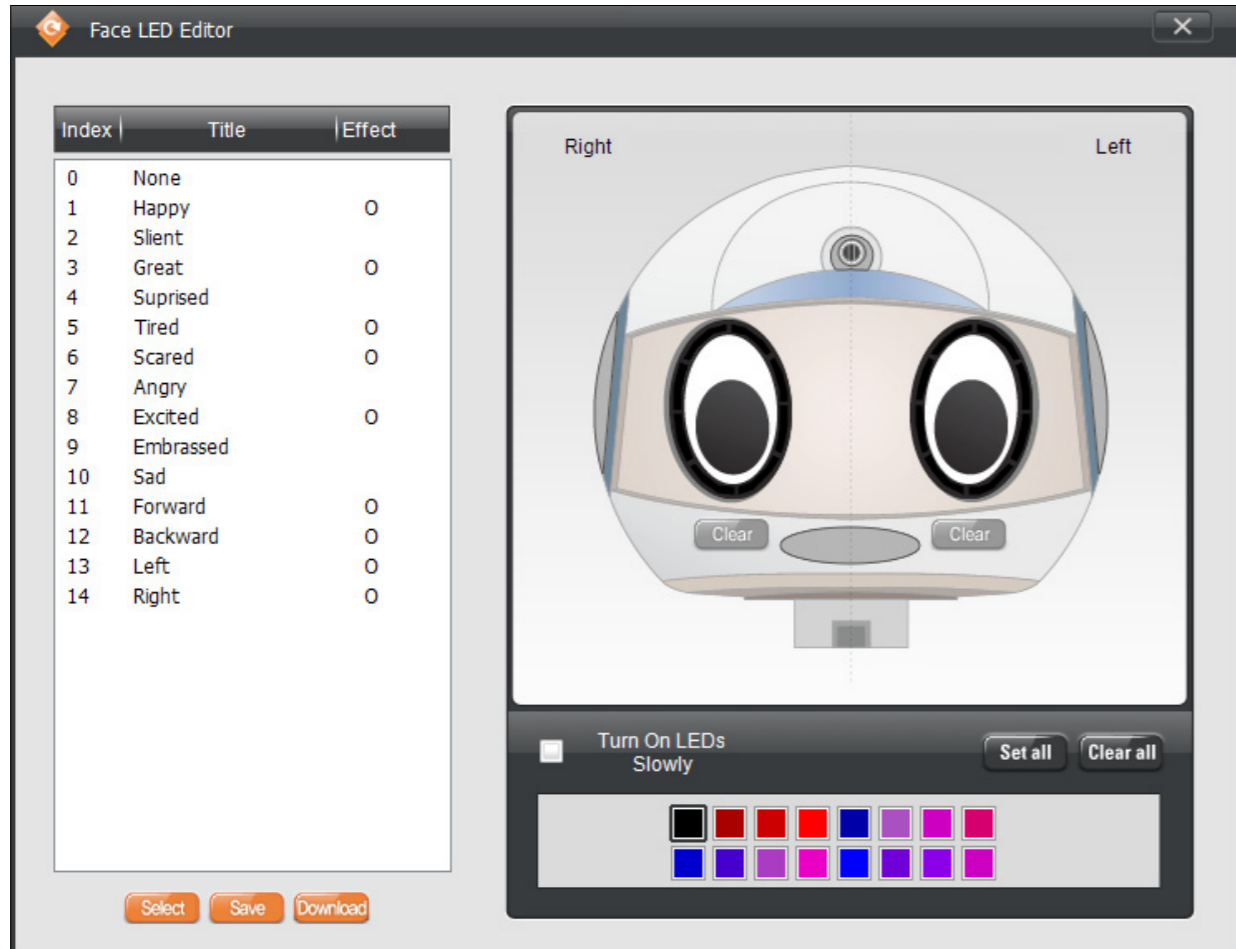 Face LED Editor
Index Title Effect
0 None
1 Happy O
2 Slient
3 Great O
4 Suprised
5 Tired O
6 Scared O
7 Angry
8 Excited O
9 Embrassed
10 Sad
11 Forward O
12 Backward O
13 Left O
14 Right O
Select Save Download
Right Left
Clear Clear
Turn On LEDs
Slowly
Set all Clear all